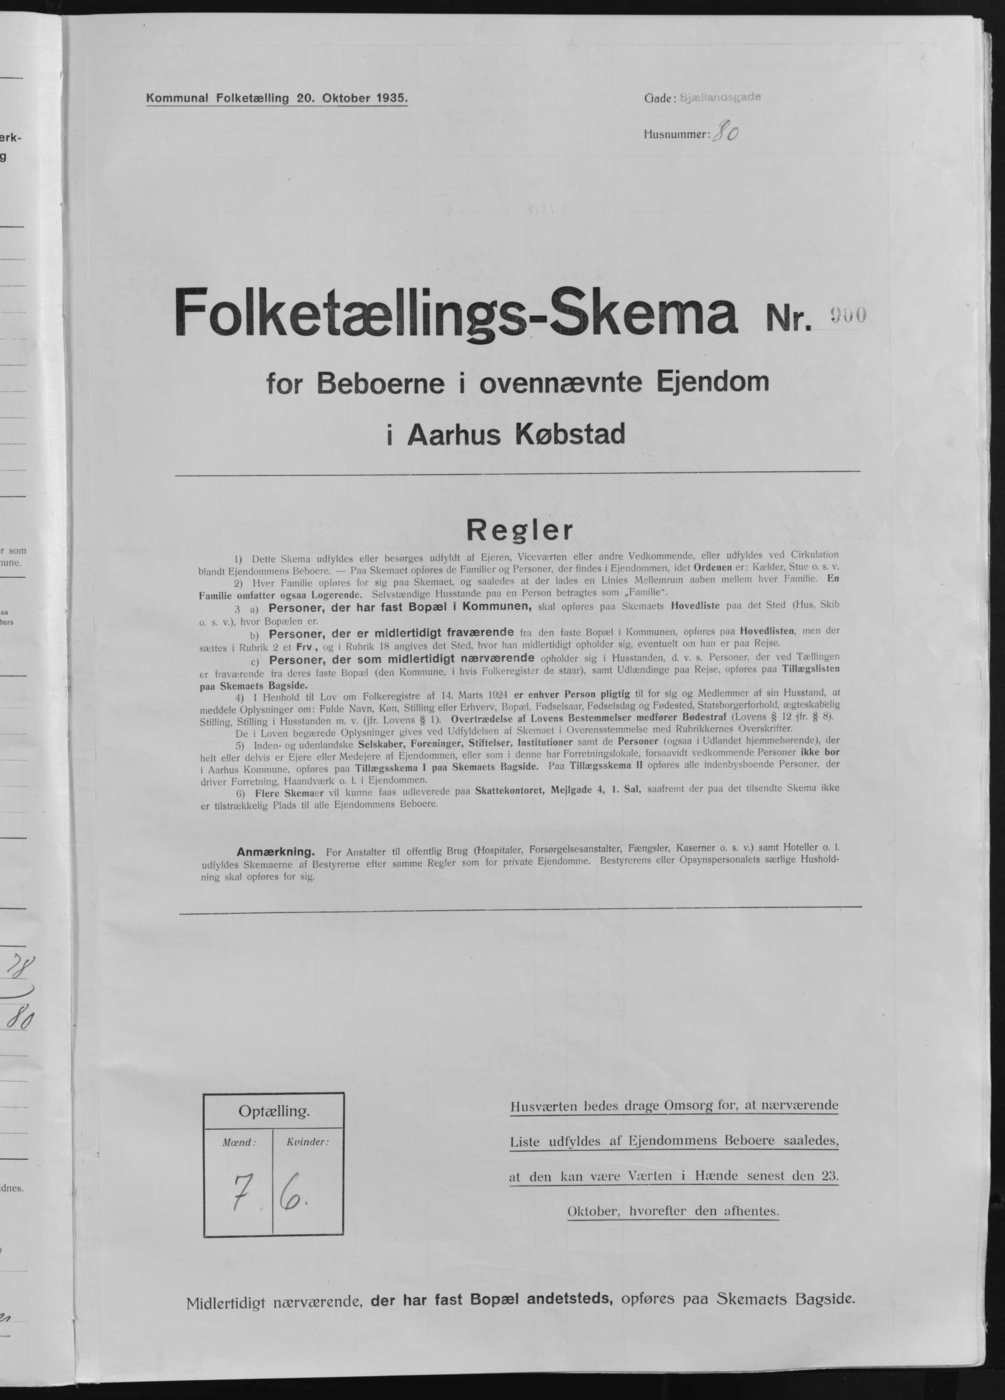 Kommunal Folketælling 20. Oktober 1935.
Gade: Sjællandsgade
Husnummer: 80
Folketællings-Skema Nr. 900
for Beboerne i ovennævnte Ejendom
i Aarhus Købstad
Regler
1) Dette Skema udfyldes eller besørges udfyldt af Ejeren, Viceværten eller andre Vedkommende, eller udfyldes ved Cirkulation
blandt Ejendommens Beboere. — Paa Skemaet opføres de Familier og Personer, der findes i Ejendommen, idet Ordenen er: Kælder, Stue o. s. v.
2) Hver Familie opføres for sig paa Skemaet, og saaledes at der lades en Linies Mellemrum aaben mellem hver Familie. En
Familie omfatter ogsaa Logerende. Selvstændige Husstande paa en Person betragtes som „Familie".
3 a) Personer, der har fast Bopæl i Kommunen, skal opføres paa Skemaets Hovedliste paa det Sted (Hus, Skib
o. s. v.), hvor Bopælen er.
b) Personer, der er midlertidigt fraværende fra den faste Bopæl i Kommunen, opføres paa Hovedlisten, men der
sættes i Rubrik 2 et Frv, og i Rubrik 18 angives det Sted, hvor han midlertidigt opholder sig, eventuelt om han er paa Rejse.
c) Personer, der som midlertidigt nærværende opholder sig i Husstanden, d. v. s. Personer, der ved Tællingen
er fraværende fra deres faste Bopæl (den Kommune, i hvis Folkeregister de staar), samt Udlændinge paa Rejse, opføres paa Tillægslisten
paa Skemaets Bagside.
4) I Henhold til Lov om Folkeregistre af 14. Marts 1924 er enhver Person pligtig til for sig og Medlemmer af sin Husstand, at
meddele Oplysninger om: Fulde Navn, Køn, Stilling eller Erhverv, Bopæl, Fødselsaar, Fødselsdag og Fødested, Statsborgerforhold, ægteskabelig
Stilling, Stilling i Husstanden m. v. (jfr. Lovens § 1). Overtrædelse af Lovens Bestemmelser medfører Bødestraf (Lovens § 12 jfr. § 8).
De i Loven begærede Oplysninger gives ved Udfyldelsen af Skemaet i Overensstemmelse med Rubrikkernes Overskrifter.
5) Inden- og udenlandske Selskaber, Foreninger, Stiftelser, Institutioner samt de Personer (ogsaa i Udlandet hjemmehørende), der
helt eller delvis er Ejere eller Medejere af Ejendommen, eller som i denne har Forretningslokale, forsaavidt vedkommende Personer ikke bor
i Aarhus Kommune, opføres paa Tillægsskema I paa Skemaets Bagside. Paa Tillægsskema II opføres alle indenbysboende Personer, der
driver Forretning, Haandværk o. l. i Ejendommen.
6) Flere Skemaer vil kunne faas udleverede paa Skattekontoret, Mejlgade 4, 1. Sal, saafremt der paa det tilsendte Skema ikke
er tilstrækkelig Plads til alle Ejendommens Beboere.
Anmærkning. For Anstalter til offentlig Brug (Hospitaler, Forsørgelsesanstalter, Fængsler, Kaserner o. s. v.) samt Hoteller o. l.
udfyldes Skemaerne af Bestyrerne efter samme Regler som for private Ejendomme. Bestyrerens eller Opsynspersonalets særlige Hushold-
ning skal opføres for sig.
Optælling.
Mænd: Kvinder:
7. 6.
Husværten bedes drage Omsorg for, at nærværende
Liste udfyldes af Ejendommens Beboere saaledes,
at den kan være Værten i Hænde senest den 23.
Oktober, hvorefter den afhentes.
Midlertidigt nærværende, der har fast Bopæl andetsteds, opføres paa Skemaets Bagside.
erk-
g
r som
nune.
aa
bers
78
80
dnes.